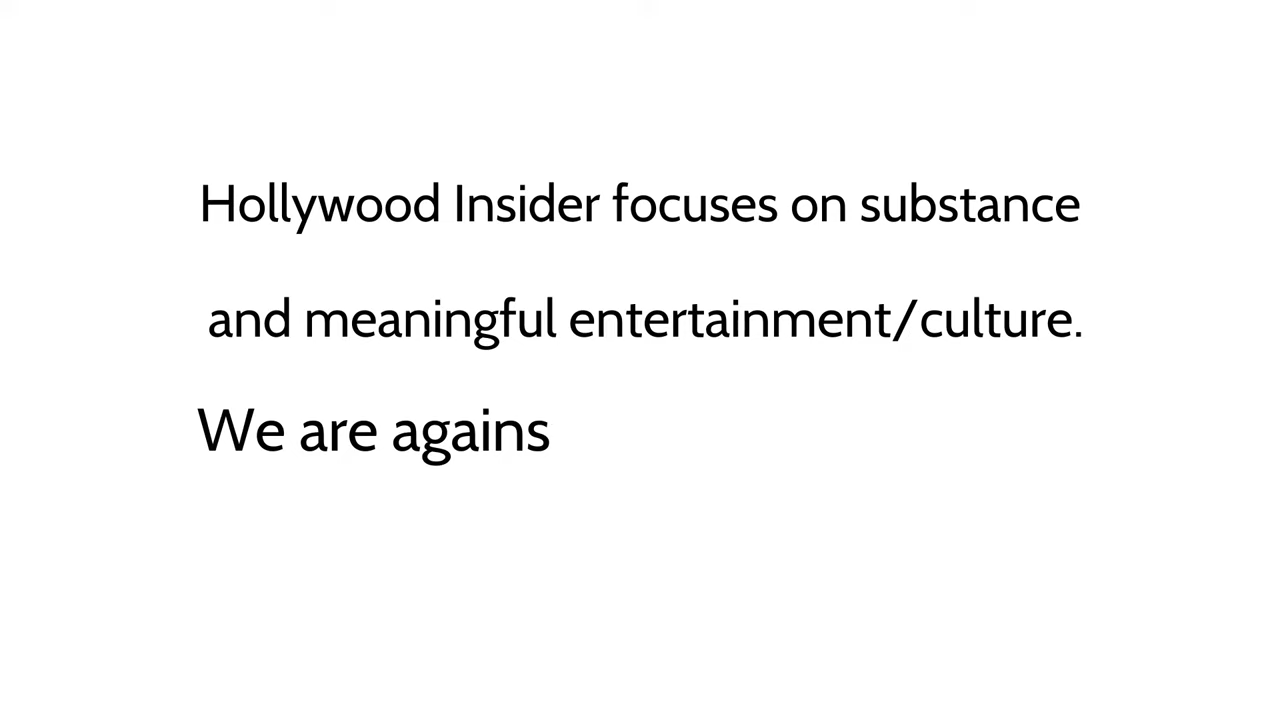 Hollywood Insider focuses on substance
and meaningful entertainment/culture.
We are agains